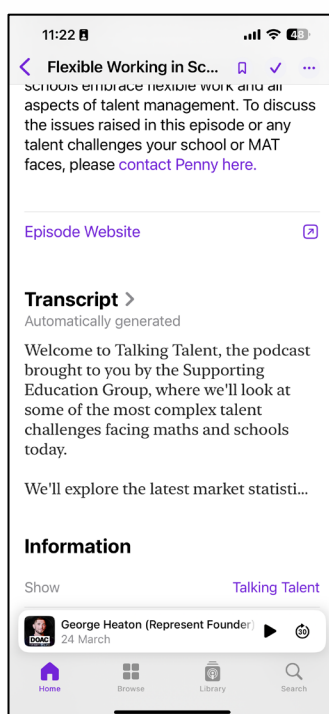 11:22
48
Flexible Working in Sc...
schools embrace flexible work and all
aspects of talent management. To discuss
the issues raised in this episode or any
talent challenges your school or MAT
faces, please contact Penny here.
Episode Website
Transcript >
Automatically generated
Welcome to Talking Talent, the podcast
brought to you by the Supporting
Education Group, where we'll look at
some of the most complex talent
challenges facing maths and schools
today.
We'll explore the latest market statisti...
Information
Show Talking Talent
DOAC
George Heaton (Represent Founder)
24 March
30
Home Browse Library Search